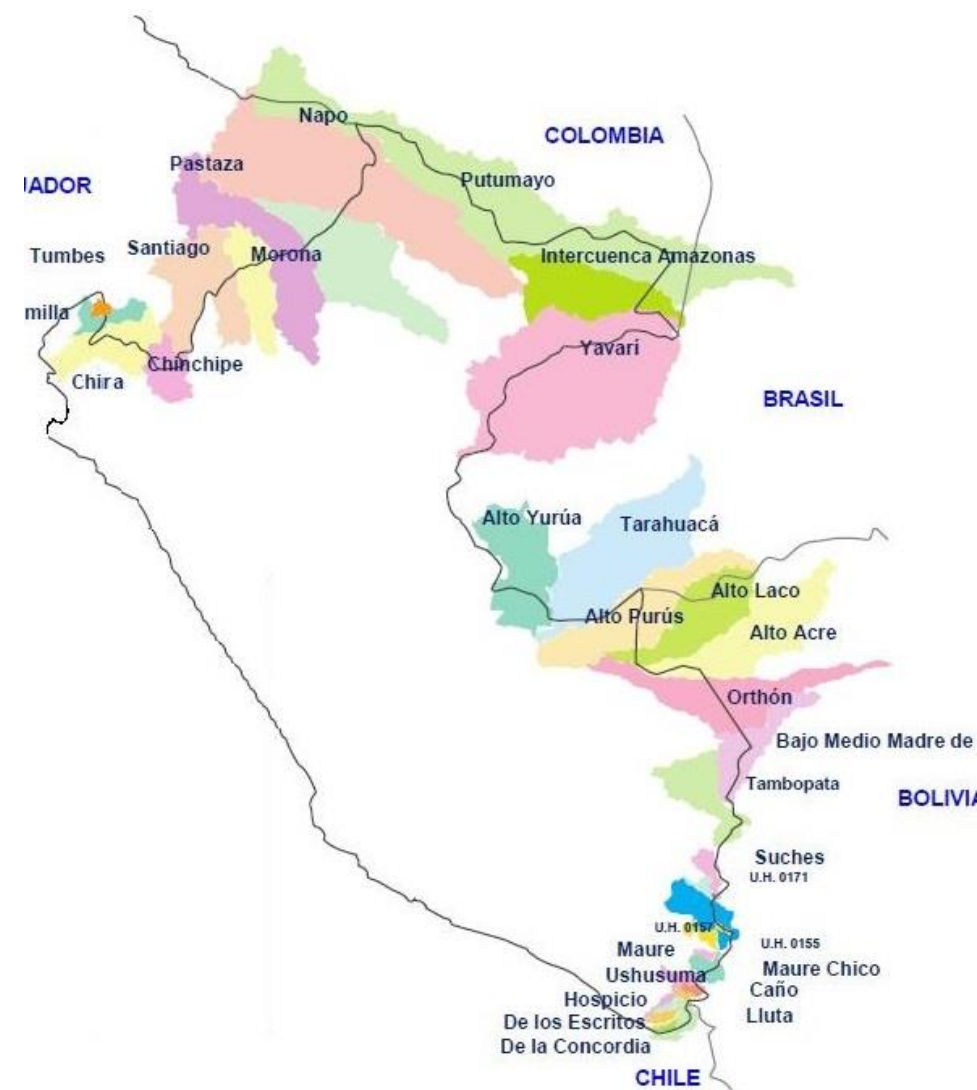 Napo
COLOMBIA
Pastaza
Putumayo
IADOR
Tumbes
Santiago
Morona
Intercuenca Amazonas
milla
Yavarí
Chinchipe
Chira
BRASIL
Alto Yurúa
Tarahuacá
Alto Laco
Alto Purús
Alto Acre
Orthón
Bajo Medio Madre de
Tambopata
BOLIVIA
Suches
U.H. 0171
U.H. 0157
U.H. 0155
Maure
Maure Chico
Ushusuma
Caño
Hospicio
Lluta
De los Escritos
De la Concordia
CHILE